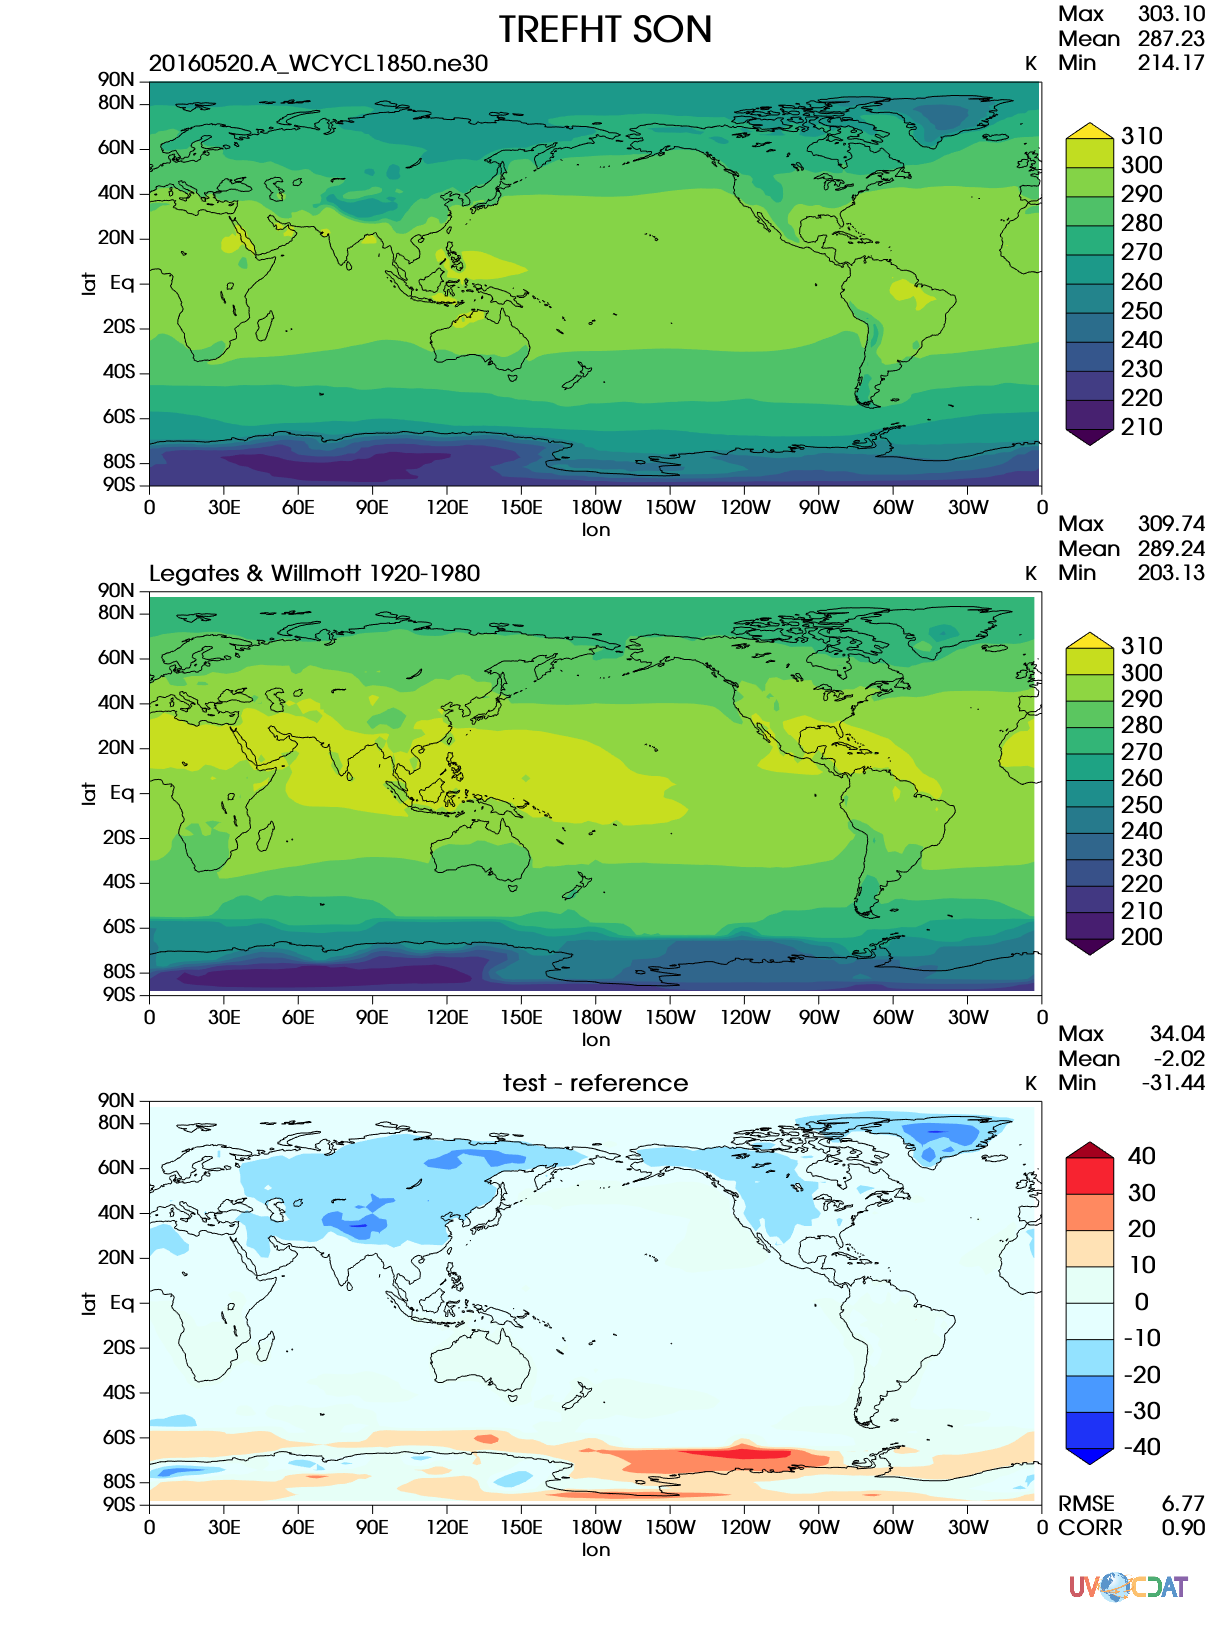 TREFHT SON
Max 303.10
Mean 287.23
Min 214.17
20160520.A_WCYCL1850.ne30 K
90N
80N
60N
40N
20N
Eq
20S
40S
60S
80S
90S
lat
0 30E 60E 90E 120E 150E 180W 150W 120W 90W 60W 30W 0
lon
310
300
290
280
270
260
250
240
230
220
210
Max 309.74
Mean 289.24
Min 203.13
Legates & Willmott 1920-1980 K
90N
80N
60N
40N
20N
Eq
20S
40S
60S
80S
90S
lat
0 30E 60E 90E 120E 150E 180W 150W 120W 90W 60W 30W 0
lon
310
300
290
280
270
260
250
240
230
220
210
200
Max 34.04
Mean -2.02
Min -31.44
test - reference K
90N
80N
60N
40N
20N
Eq
20S
40S
60S
80S
90S
lat
0 30E 60E 90E 120E 150E 180W 150W 120W 90W 60W 30W 0
lon
40
30
20
10
0
-10
-20
-30
-40
RMSE 6.77
CORR 0.90
UV CDAT